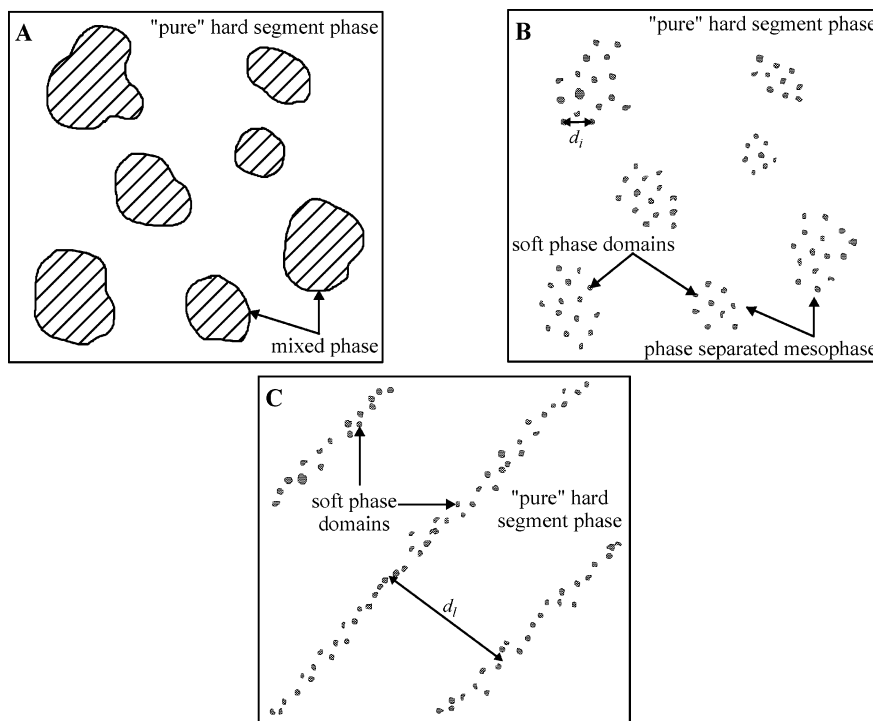 A
"pure" hard segment phase
mixed phase
B
"pure" hard segment phase
d_i
soft phase domains
phase separated mesophase
C
soft phase
domains
"pure" hard
segment phase
d_l